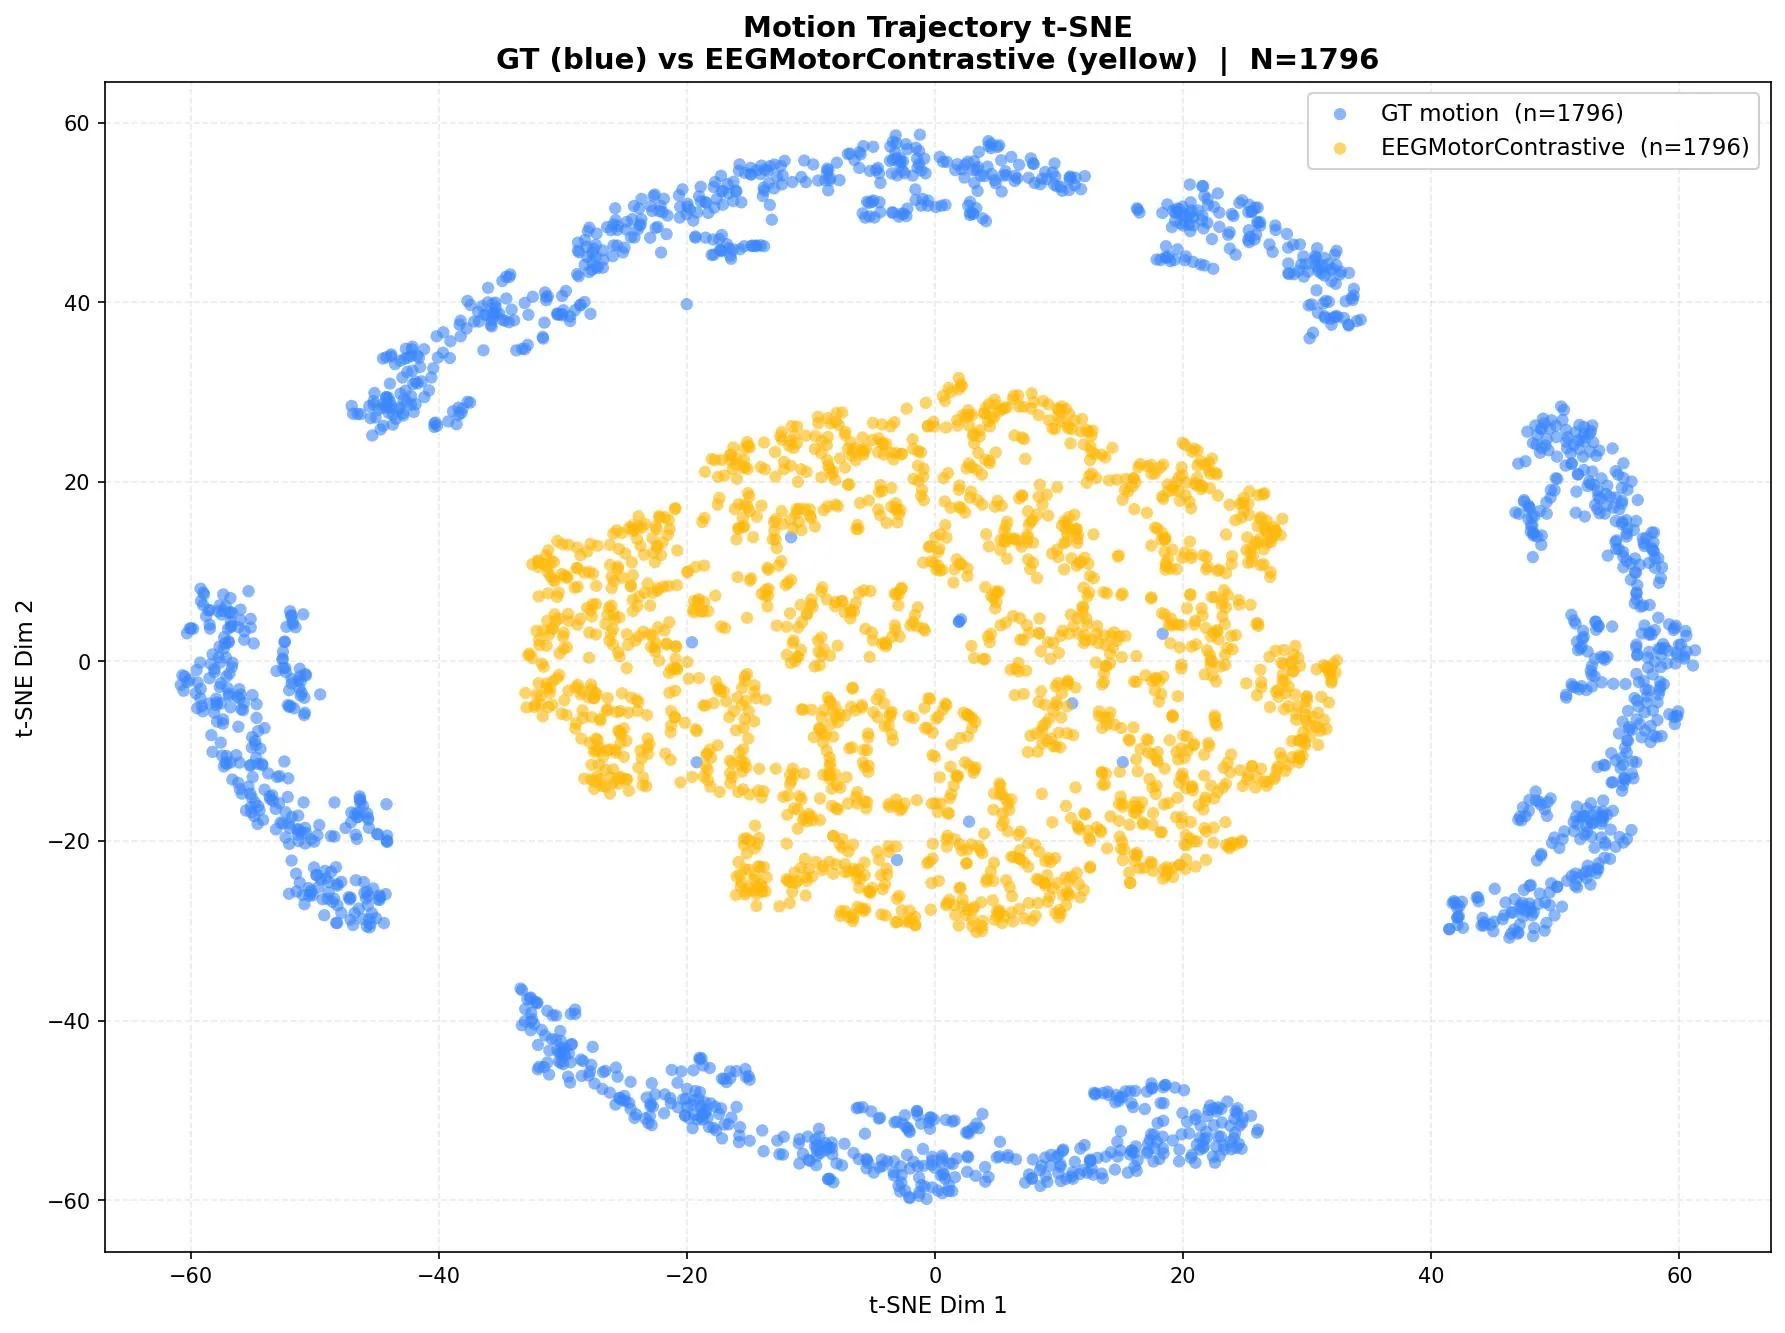 Motion Trajectory t-SNE
GT (blue) vs EEGMotorContrastive (yellow)  |  N=1796
GT motion  (n=1796)
EEGMotorContrastive  (n=1796)
60
40
20
0
−20
−40
−60
t-SNE Dim 2
−60
−40
−20
0
20
40
60
t-SNE Dim 1